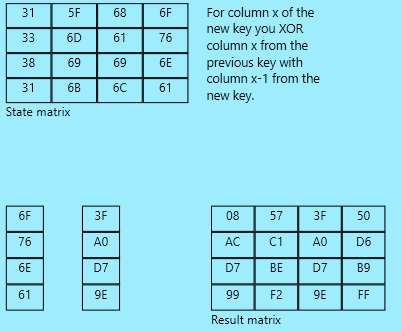 31 5F 68 6F
33 6D 61 76
38 69 69 6E
31 6B 6C 61
State matrix
For column x of the
new key you XOR
column x from the
previous key with
column x-1 from the
new key.
6F
76
6E
61
3F
A0
D7
9E
08 57 3F 50
AC C1 A0 D6
D7 BE D7 B9
99 F2 9E FF
Result matrix